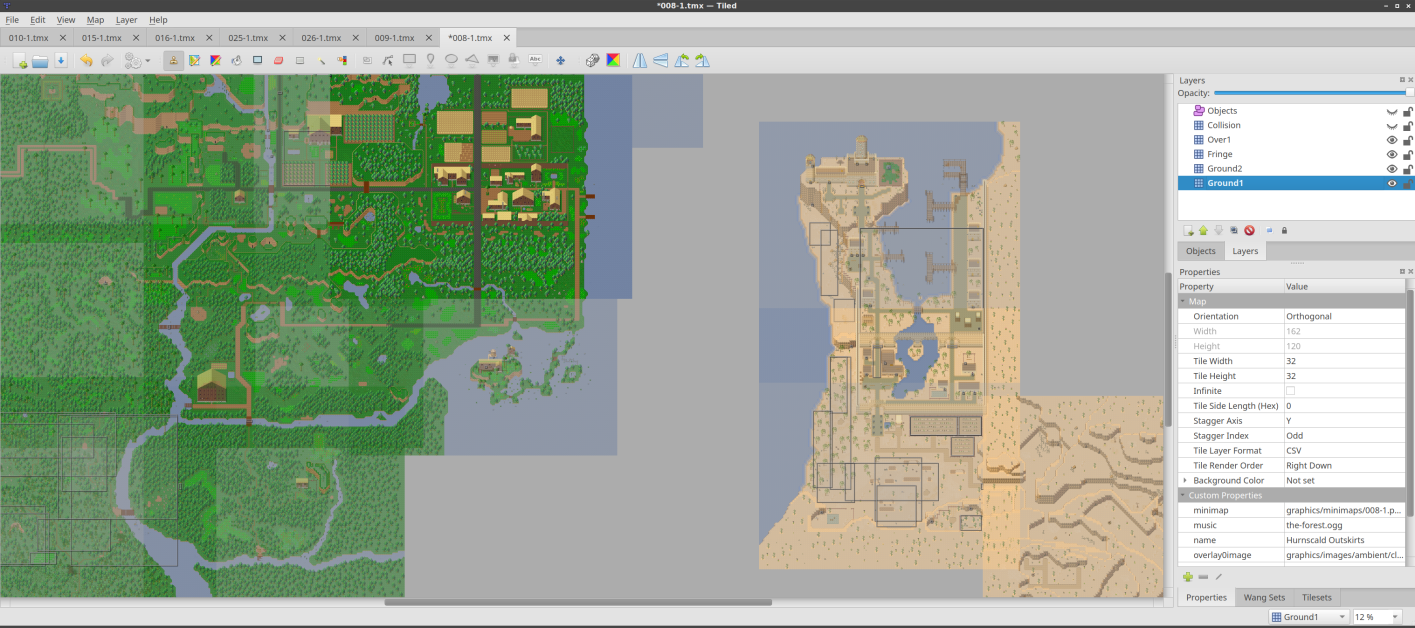 *008-1.tmx — Tiled
File Edit View Map Layer Help
010-1.tmx 015-1.tmx 016-1.tmx 025-1.tmx 026-1.tmx 009-1.tmx *008-1.tmx
Abc
Layers
Opacity:
Objects
Collision
Over1
Fringe
Ground2
Ground1
Objects Layers
Properties
Property Value
Map
Orientation Orthogonal
Width 162
Height 120
Tile Width 32
Tile Height 32
Infinite
Tile Side Length (Hex) 0
Stagger Axis Y
Stagger Index Odd
Tile Layer Format CSV
Tile Render Order Right Down
Background Color Not set
Custom Properties
minimap graphics/minimaps/008-1.p...
music the-forest.ogg
name Hurnscald Outskirts
overlay0image graphics/images/ambient/cl...
Properties Wang Sets Tilesets
Ground1 12 %